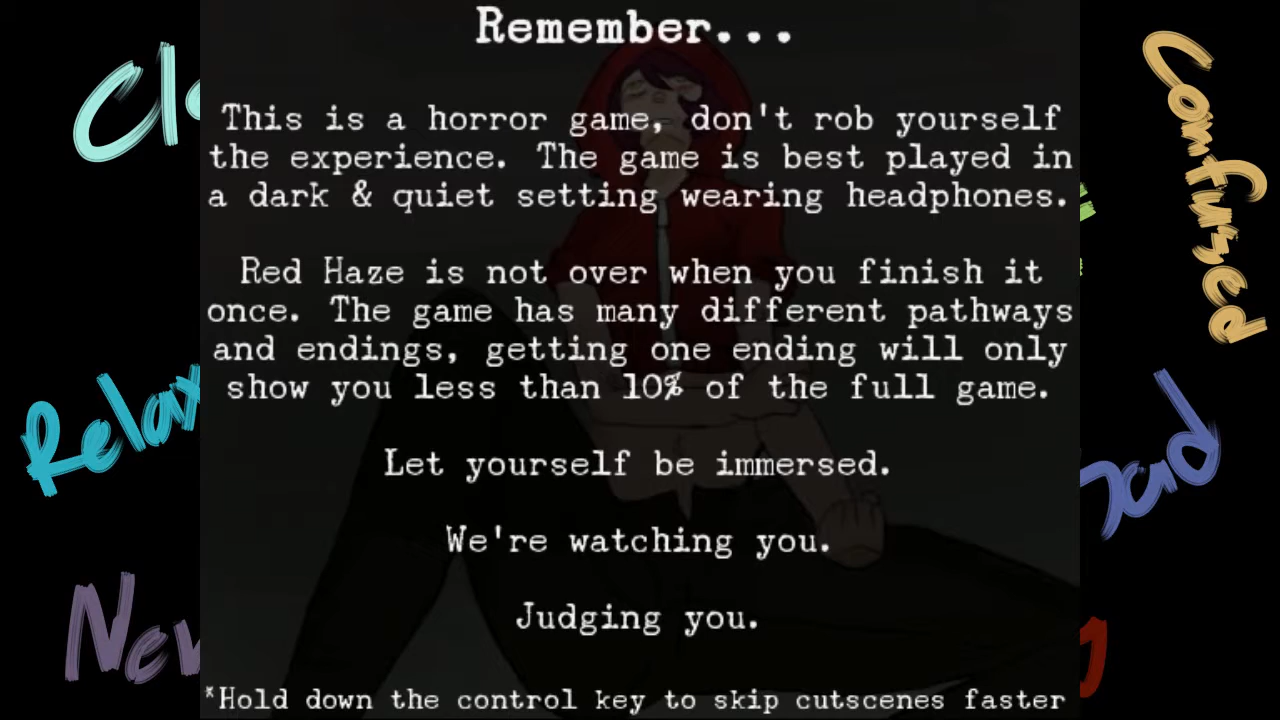 Remember...
This is a horror game, don't rob yourself
the experience. The game is best played in
a dark & quiet setting wearing headphones.
Red Haze is not over when you finish it
once. The game has many different pathways
and endings, getting one ending will only
show you less than 10% of the full game.
Let yourself be immersed.
We're watching you.
Judging you.
*Hold down the control key to skip cutscenes faster
Confused